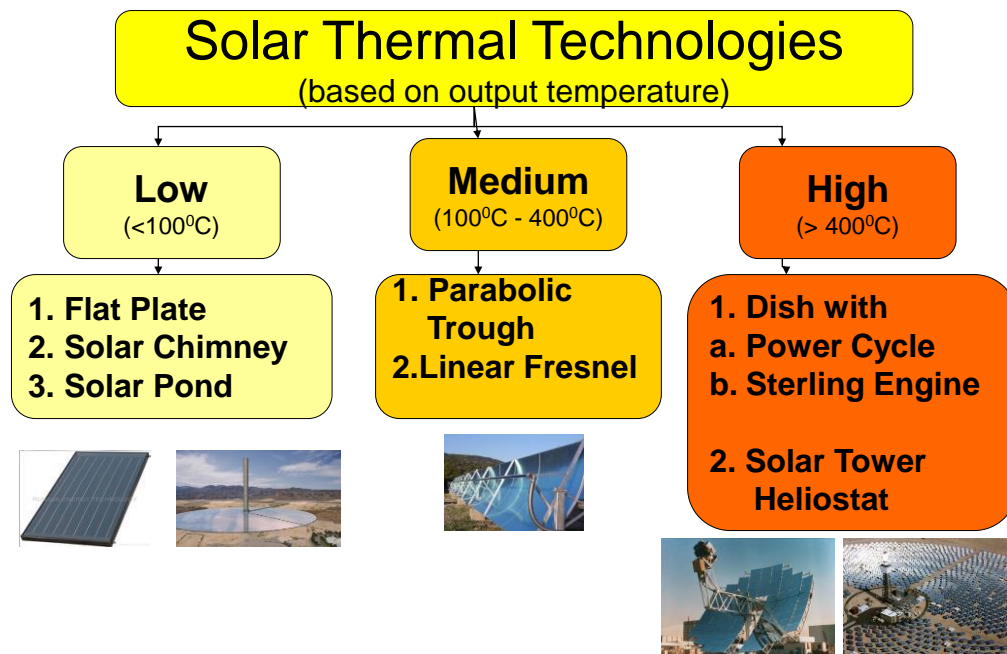 Solar Thermal Technologies
(based on output temperature)
Low
(<100⁰C)
Medium
(100⁰C - 400⁰C)
High
(> 400⁰C)
1. Flat Plate
2. Solar Chimney
3. Solar Pond
1. Parabolic
Trough
2.Linear Fresnel
1. Dish with
a. Power Cycle
b. Sterling Engine
2. Solar Tower
Heliostat